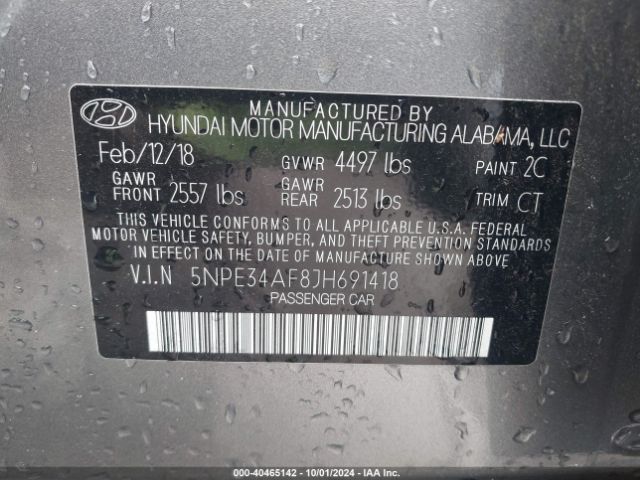 MANUFACTURED BY
HYUNDAI MOTOR MANUFACTURING ALABAMA, LLC
Feb/12/18 GVWR 4497 lbs PAINT 2C
GAWR FRONT 2557 lbs GAWR REAR 2513 lbs TRIM CT
THIS VEHICLE CONFORMS TO ALL APPLICABLE U.S.A. FEDERAL
MOTOR VEHICLE SAFETY, BUMPER, AND THEFT PREVENTION STANDARDS
IN EFFECT ON THE DATE OF MANUFACTURE SHOWN ABOVE.
V.I.N 5NPE34AF8JH691418
PASSENGER CAR
000-40465142 - 10/01/2024 - IAA Inc.